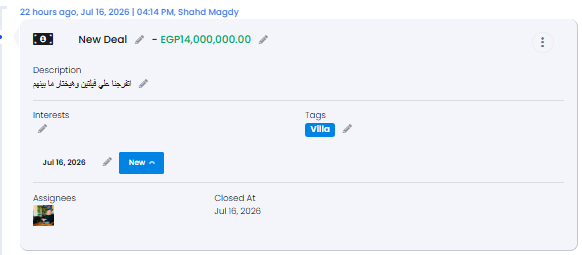 22 hours ago, Jul 16, 2026 | 04:14 PM, Shahd Magdy
New Deal - EGP14,000,000.00
Description
اتفرجنا علي فيلتين وهيختار ما بينهم
Interests
Tags
Villa
Jul 16, 2026
New
Assignees
Closed At
Jul 16, 2026